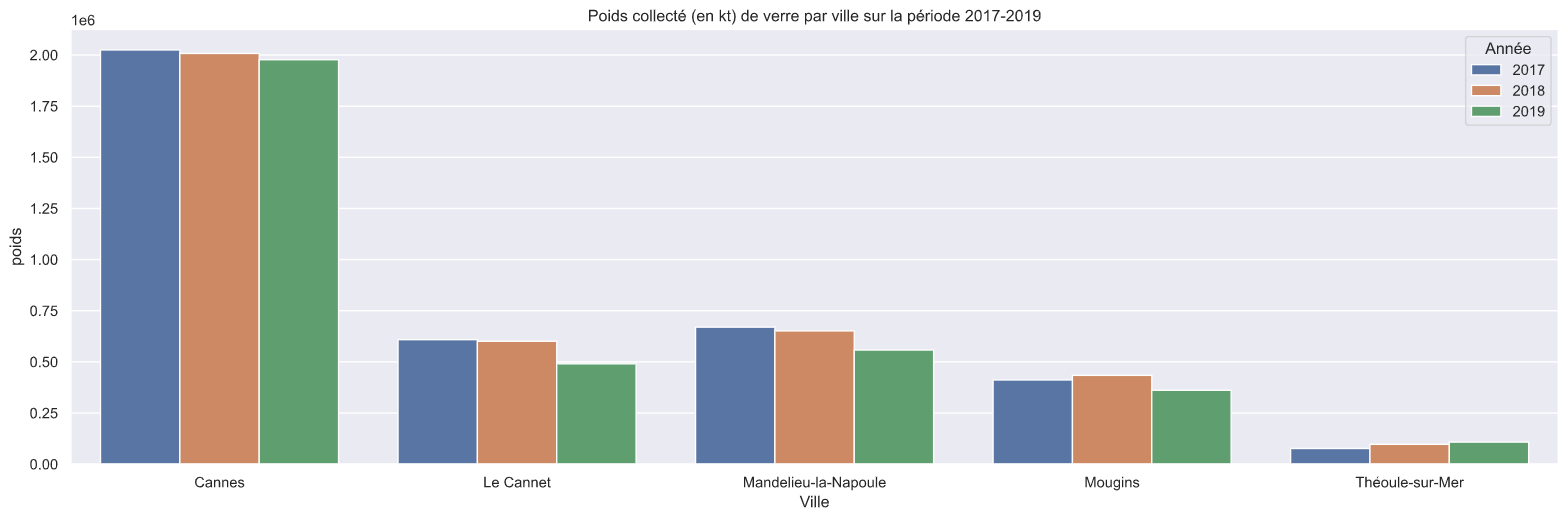 Poids collecté (en kt) de verre par ville sur la période 2017-2019
1e6
2.00
1.75
1.50
1.25
1.00
0.75
0.50
0.25
0.00
poids
Année
2017
2018
2019
Cannes
Le Cannet
Mandelieu-la-Napoule
Mougins
Théoule-sur-Mer
Ville